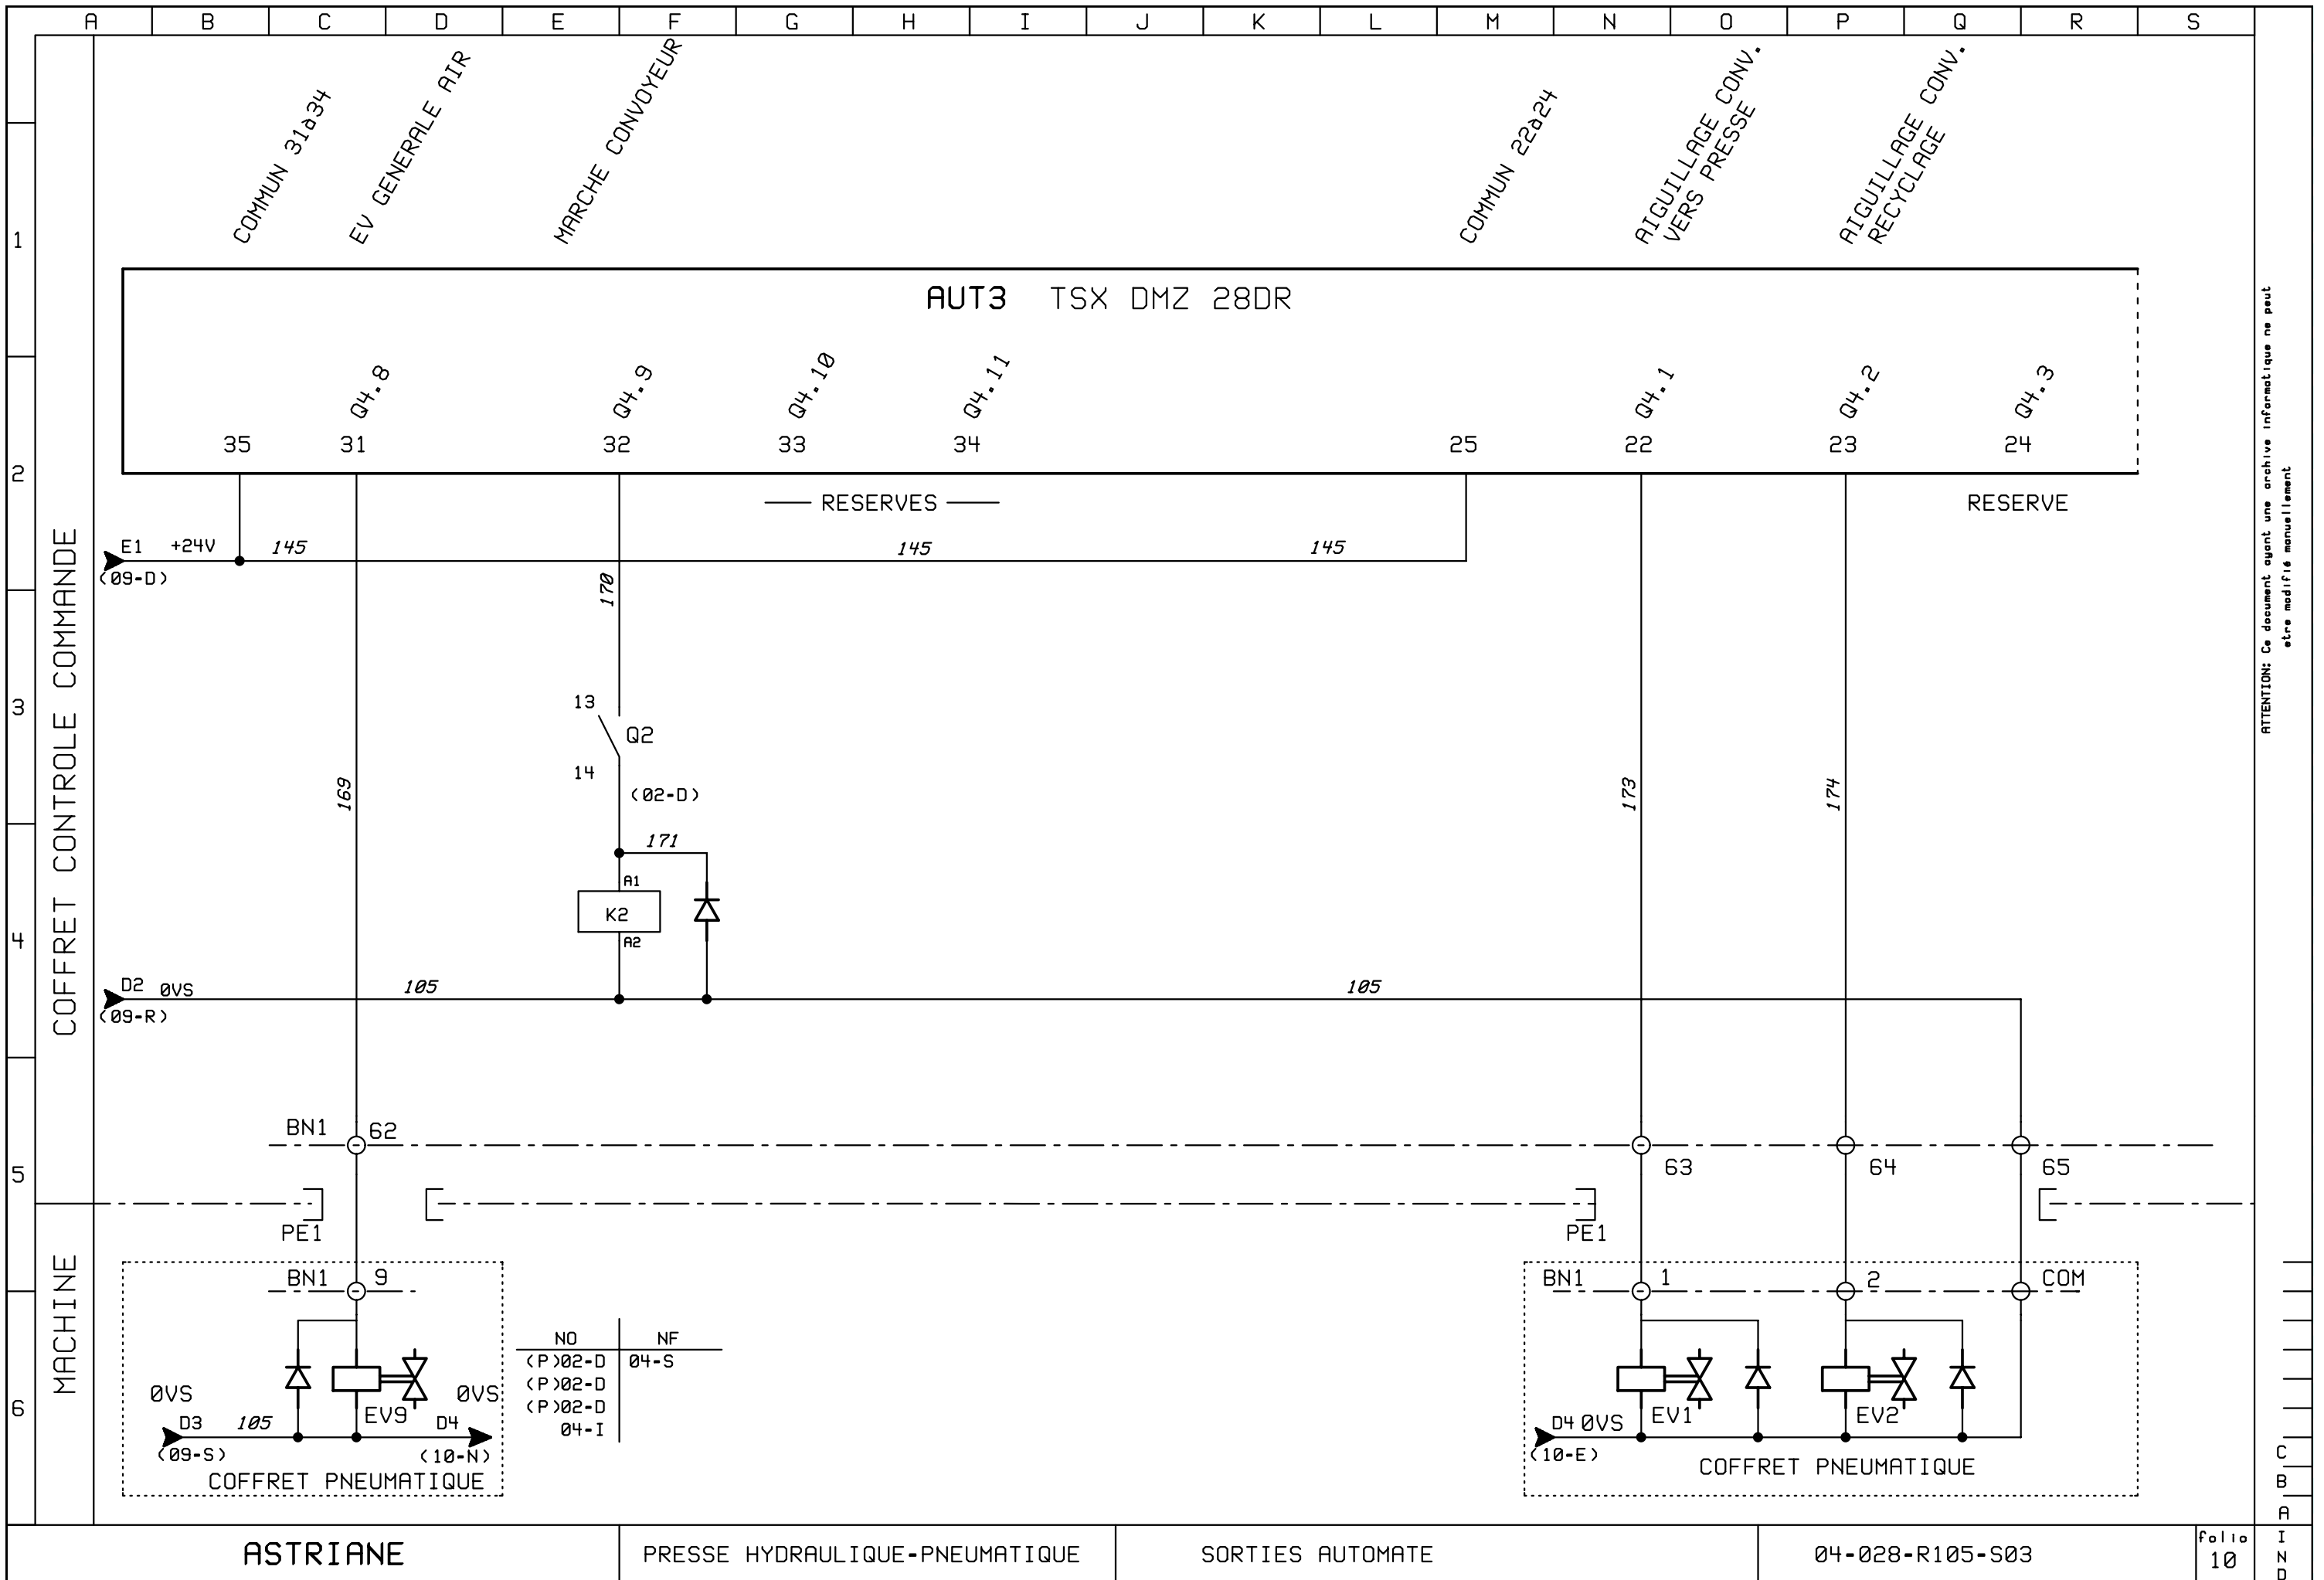 A B C D E F G H I J K L M N O P Q R S
COMMUN 31à34
EV GENERALE AIR
MARCHE CONVOYEUR
COMMUN 22à24
AIGUILLAGE CONV.
VERS PRESSE
AIGUILLAGE CONV.
RECYCLAGE
1
AUT3 TSX DMZ 28DR
Q4.8 Q4.9 Q4.10 Q4.11 Q4.1 Q4.2 Q4.3
35 31 32 33 34 25 22 23 24
2
RESERVES RESERVE
E1 +24V 145 145 145
(09-D)
170
COFFRET CONTROLE COMMANDE
3
13
Q2
14
(02-D)
169 173 174
171
A1
K2
A2
4
D2 0VS 105 105
(09-R)
BN1 62 63 64 65
5
PE1 PE1
MACHINE
BN1 9
BN1 1 2 COM
NO NF
(P)02-D 04-S
(P)02-D
(P)02-D
04-I
6
0VS 0VS
D3 105 EV9 D4
(09-S) (10-N)
COFFRET PNEUMATIQUE
EV1 EV2
D4 0VS
(10-E)
COFFRET PNEUMATIQUE
ATTENTION: Ce document ayant une archive informatique ne peut
etre modifié manuellement
C
B
A
I
N
D
ASTRIANE
PRESSE HYDRAULIQUE-PNEUMATIQUE
SORTIES AUTOMATE
04-028-R105-S03
folio
10